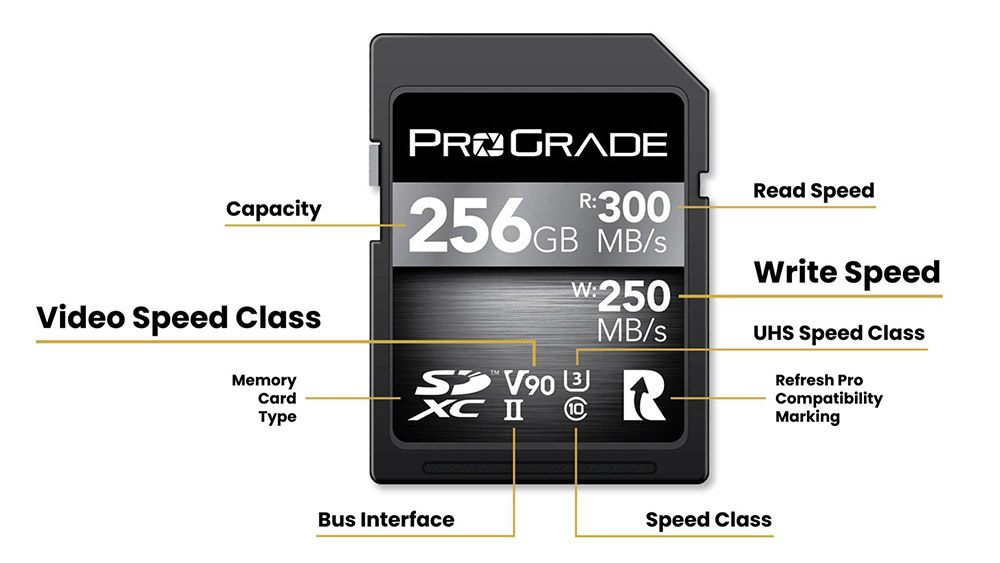 PROGRADE
Capacity
256GB
R:300
MB/s
Read Speed
Write Speed
W:250
MB/s
Video Speed Class
UHS Speed Class
Memory
Card
Type
SD™
XC
V90
II
3
10
Refresh Pro
Compatibility
Marking
R
Bus Interface
Speed Class